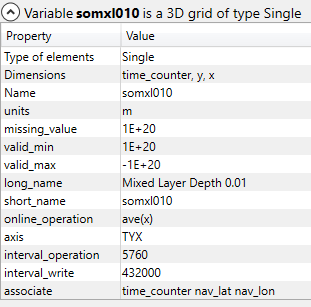 Variable somxl010 is a 3D grid of type Single
Property Value
Type of elements Single
Dimensions time_counter, y, x
Name somxl010
units m
missing_value 1E+20
valid_min 1E+20
valid_max -1E+20
long_name Mixed Layer Depth 0.01
short_name somxl010
online_operation ave(x)
axis TYX
interval_operation 5760
interval_write 432000
associate time_counter nav_lat nav_lon